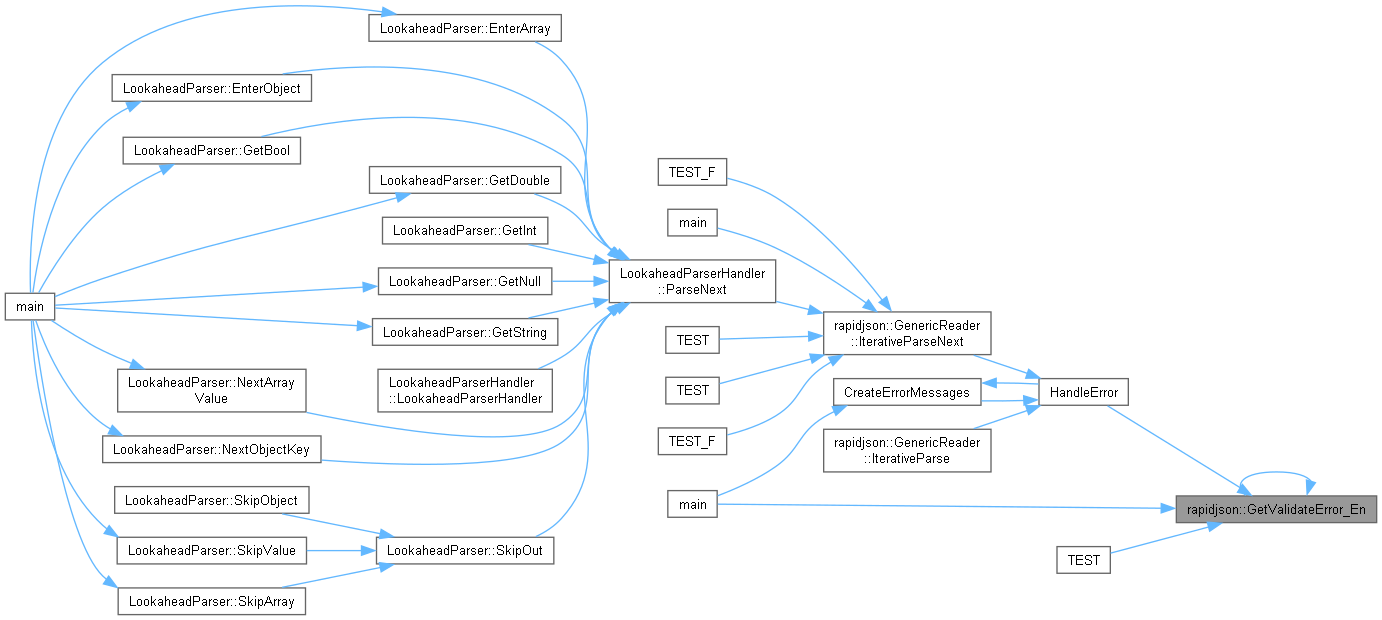 LookaheadParser::EnterArray
LookaheadParser::EnterObject
LookaheadParser::GetBool
TEST_F
LookaheadParser::GetDouble
main
LookaheadParser::GetInt
LookaheadParserHandler
::ParseNext
LookaheadParser::GetNull
main
rapidjson::GenericReader
::IterativeParseNext
LookaheadParser::GetString
TEST
LookaheadParser::NextArray
Value
LookaheadParserHandler
::LookaheadParserHandler
TEST
CreateErrorMessages
HandleError
LookaheadParser::NextObjectKey
TEST_F
rapidjson::GenericReader
::IterativeParse
LookaheadParser::SkipObject
main
rapidjson::GetValidateError_En
LookaheadParser::SkipValue
LookaheadParser::SkipOut
TEST
LookaheadParser::SkipArray